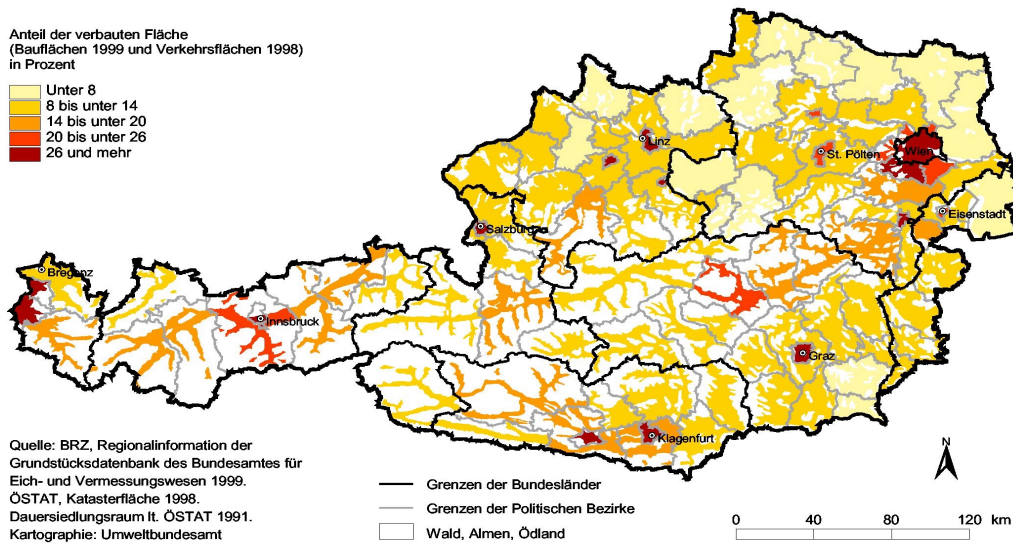 Anteil der verbauten Fläche
(Bauflächen 1999 und Verkehrsflächen 1998)
in Prozent
Unter 8
8 bis unter 14
14 bis unter 20
20 bis unter 26
26 und mehr
Linz
St. Pölten
Wien
Eisenstadt
Salzburg
Bregenz
Innsbruck
Graz
Klagenfurt
Quelle: BRZ, Regionalinformation der
Grundstücksdatenbank des Bundesamtes für
Eich- und Vermessungswesen 1999.
ÖSTAT, Katasterfläche 1998.
Dauersiedlungsraum lt. ÖSTAT 1991.
Kartographie: Umweltbundesamt
Grenzen der Bundesländer
Grenzen der Politischen Bezirke
Wald, Almen, Ödland
N
0 40 80 120 km